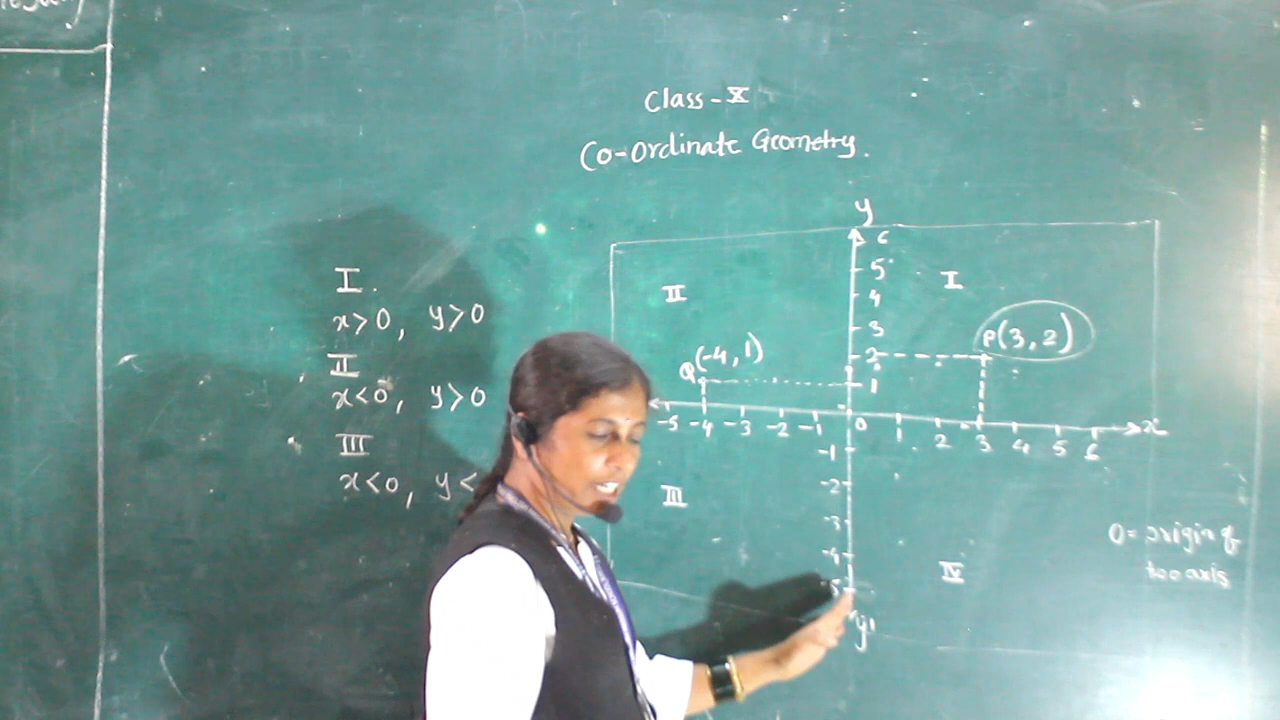 Class - X
Co-Ordinate Geometry.
I.
x>0, y>0
II
x<0, y>0
III
x<0, y<
y
6
5
4
3
2
1
II
I
P(3,2)
Q(-4,1)
-5 -4 -3 -2 -1 0 1 2 3 4 5 6 x
-1
-2
-3
-4
III
IV
y'
0 = origin of
too axis